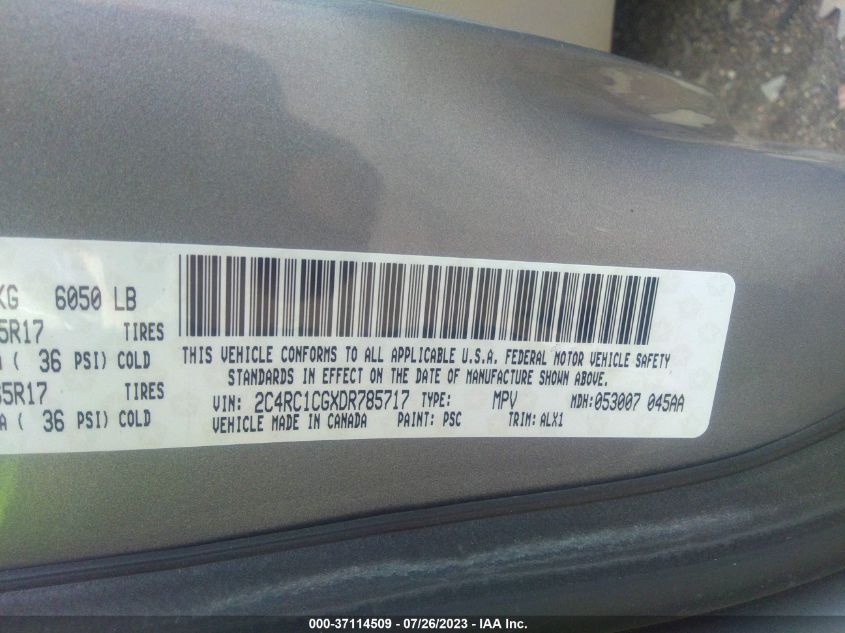 KG 6050 LB
5R17 TIRES
A ( 36 PSI) COLD
65R17 TIRES
A ( 36 PSI) COLD
THIS VEHICLE CONFORMS TO ALL APPLICABLE U.S.A. FEDERAL MOTOR VEHICLE SAFETY
STANDARDS IN EFFECT ON THE DATE OF MANUFACTURE SHOWN ABOVE.
VIN: 2C4RC1CGXDR785717 TYPE: MPV MDH:053007 045AA
VEHICLE MADE IN CANADA PAINT: PSC TRIM: ALX1
000-37114509 - 07/26/2023 - IAA Inc.